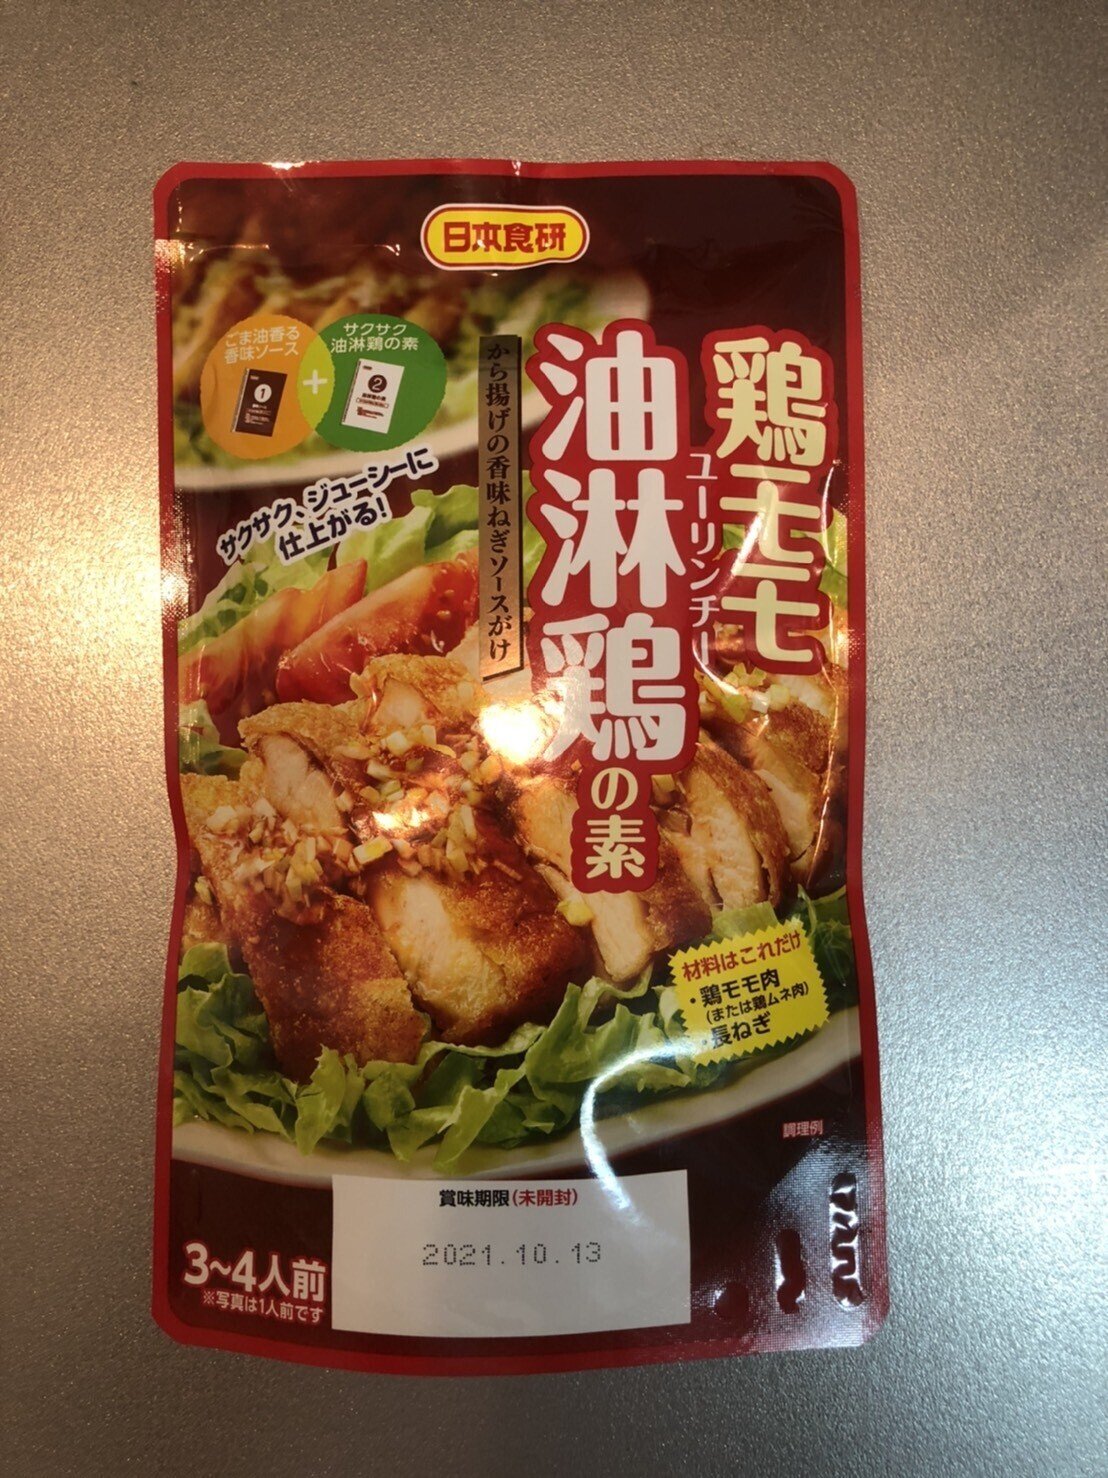 日本食研
鶏モモ
油淋鶏の素
ユーリンチー
から揚げの香味ねぎソースがけ
ごま油香る
香味ソース
1
+
サクサク
油淋鶏の素
2
サクサク、ジューシーに
仕上がる!
材料はこれだけ
・鶏モモ肉
(または鶏ムネ肉)
・長ねぎ
調理例
賞味期限(未開封)
2021.10.13
3〜4人前
※写真は1人前です